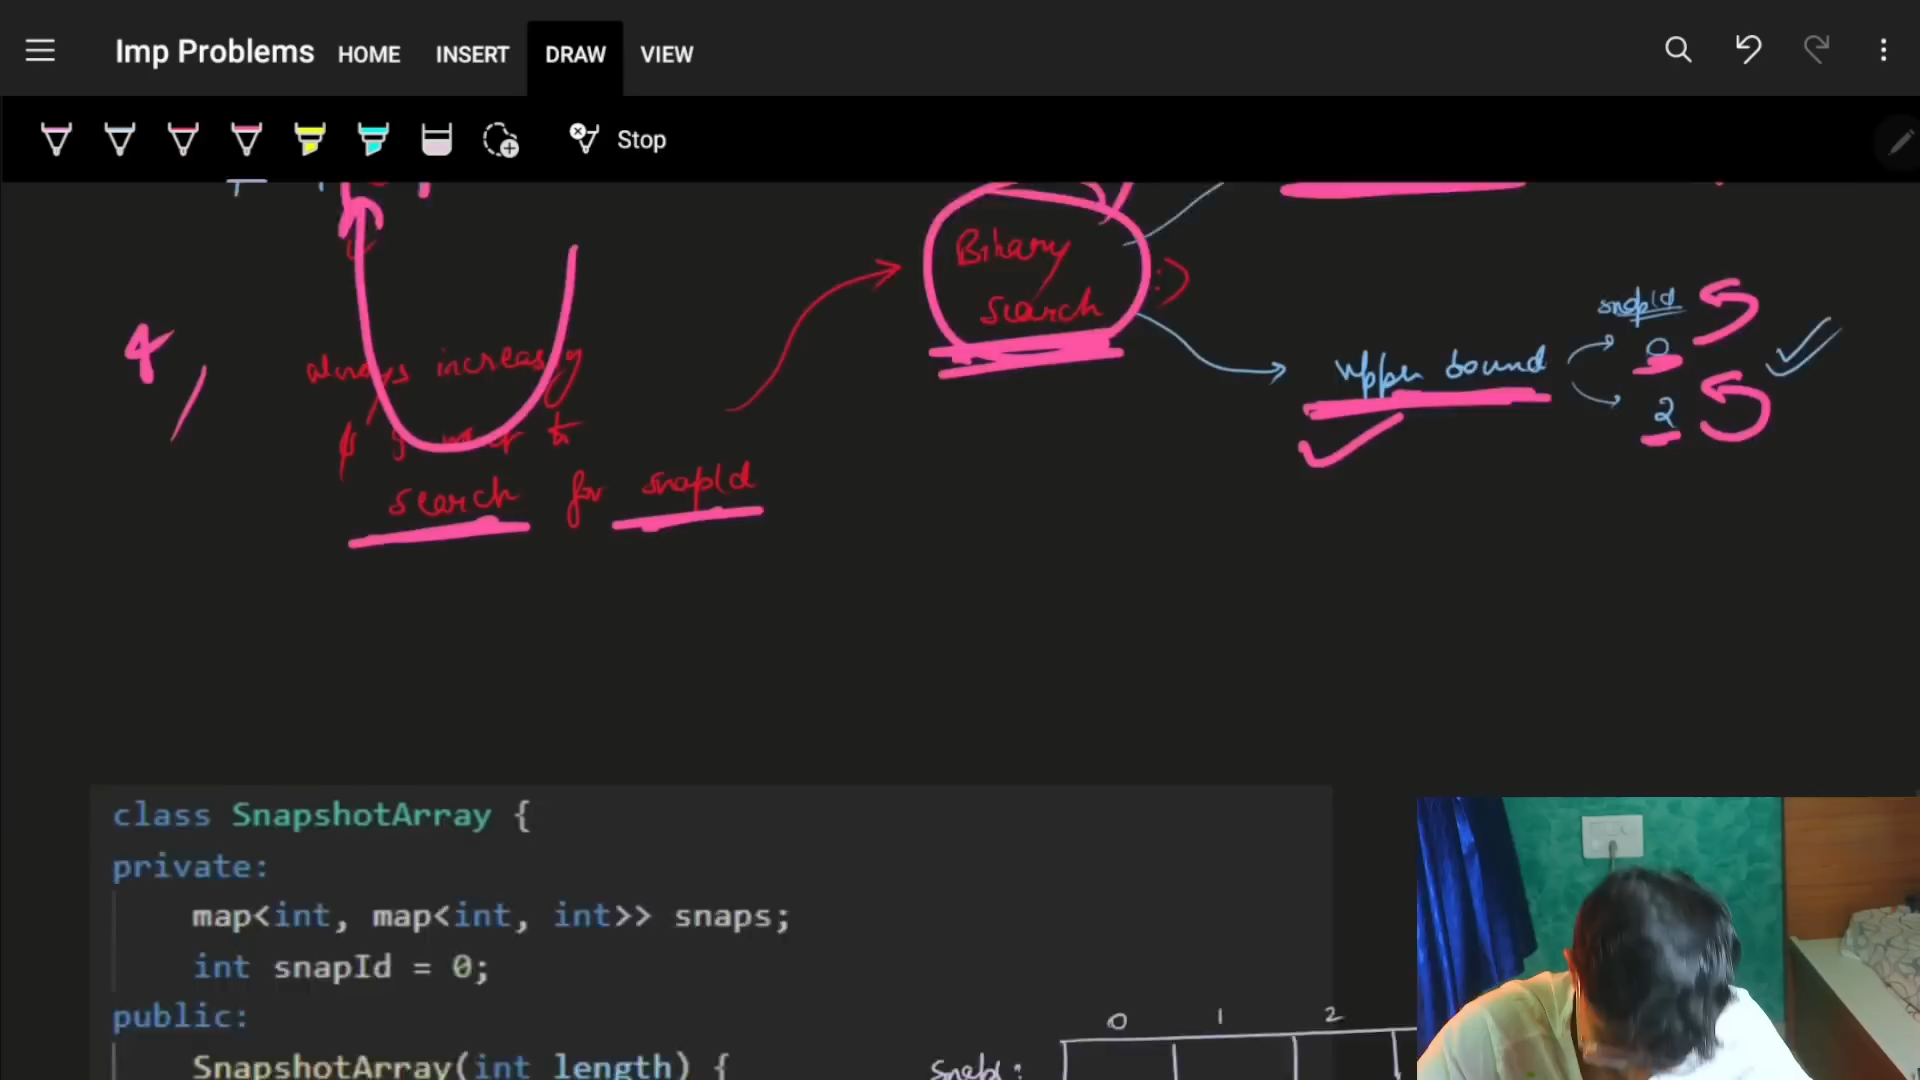 Imp Problems HOME INSERT DRAW VIEW
Stop
Binary
search :)
snapId
0
upper bound
2
4,
always increasing
search for snapId
class SnapshotArray {
private:
map<int, map<int, int>> snaps;
int snapId = 0;
public:
0 1 2
SnapshotArray(int length) {